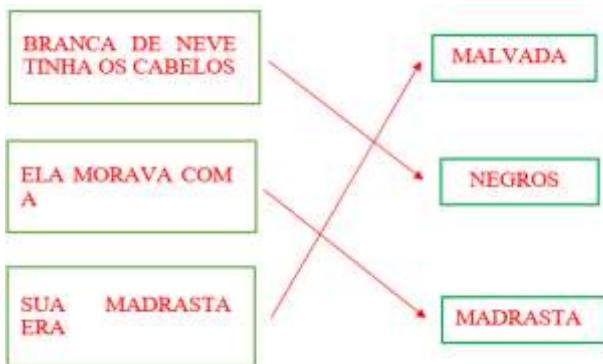 BRANCA DE NEVE
TINHA OS CABELOS
MALVADA
ELA MORAVA COM
A
NEGROS
SUA MADRASTA
ERA
MADRASTA